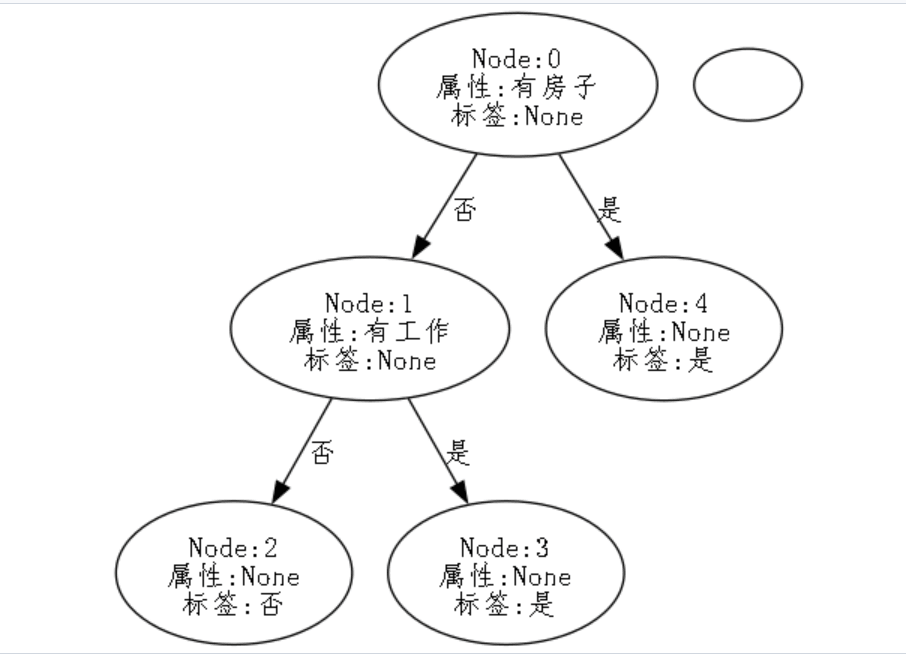 Node:0
属性:有房子
标签:None
否
是
Node:1
属性:有工作
标签:None
Node:4
属性:None
标签:是
否
是
Node:2
属性:None
标签:否
Node:3
属性:None
标签:是